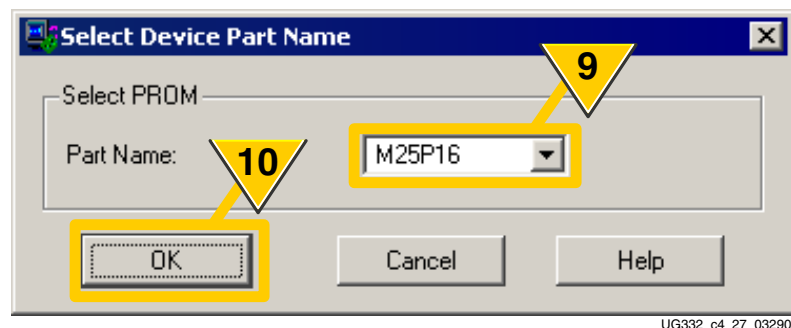 Select Device Part Name
9
Select PROM
Part Name:
10
M25P16
OK
Cancel
Help
UG332_c4_27_03290